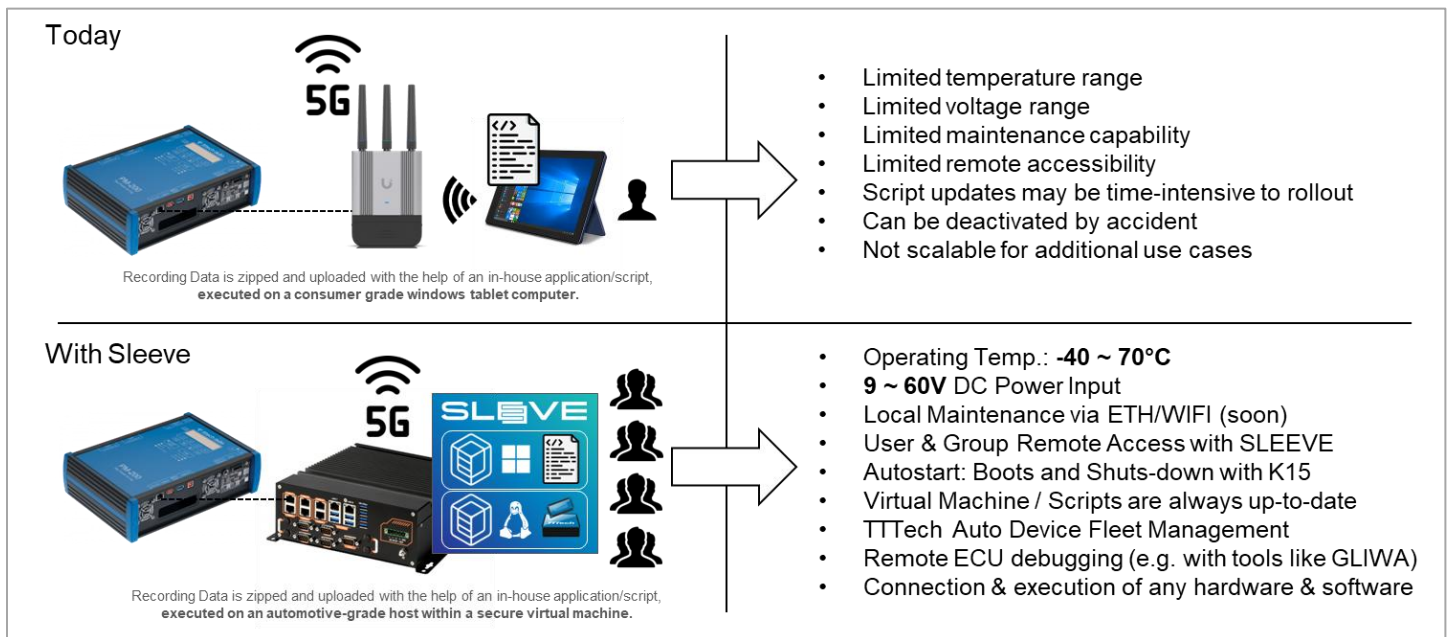 Today
5G
Recording Data is zipped and uploaded with the help of an in-house application/script,
executed on a consumer grade windows tablet computer.
• Limited temperature range
• Limited voltage range
• Limited maintenance capability
• Limited remote accessibility
• Script updates may be time-intensive to rollout
• Can be deactivated by accident
• Not scalable for additional use cases
With Sleeve
5G
SLEEVE
Recording Data is zipped and uploaded with the help of an in-house application/script,
executed on an automotive-grade host within a secure virtual machine.
• Operating Temp.: -40 ~ 70°C
• 9 ~ 60V DC Power Input
• Local Maintenance via ETH/WIFI (soon)
• User & Group Remote Access with SLEEVE
• Autostart: Boots and Shuts-down with K15
• Virtual Machine / Scripts are always up-to-date
• TTTech Auto Device Fleet Management
• Remote ECU debugging (e.g. with tools like GLIWA)
• Connection & execution of any hardware & software